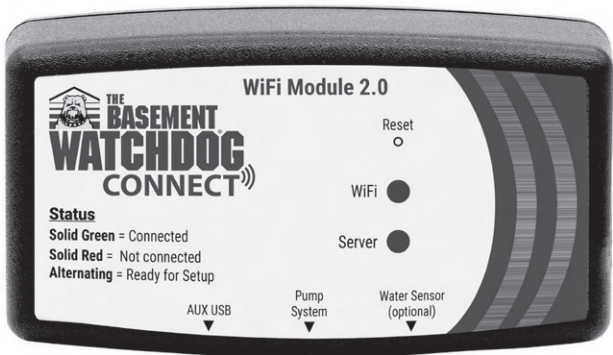 WiFi Module 2.0
THE
BASEMENT
WATCHDOG
CONNECT
Reset
WiFi
Server
Status
Solid Green = Connected
Solid Red = Not connected
Alternating = Ready for Setup
AUX USB
Pump
System
Water Sensor
(optional)